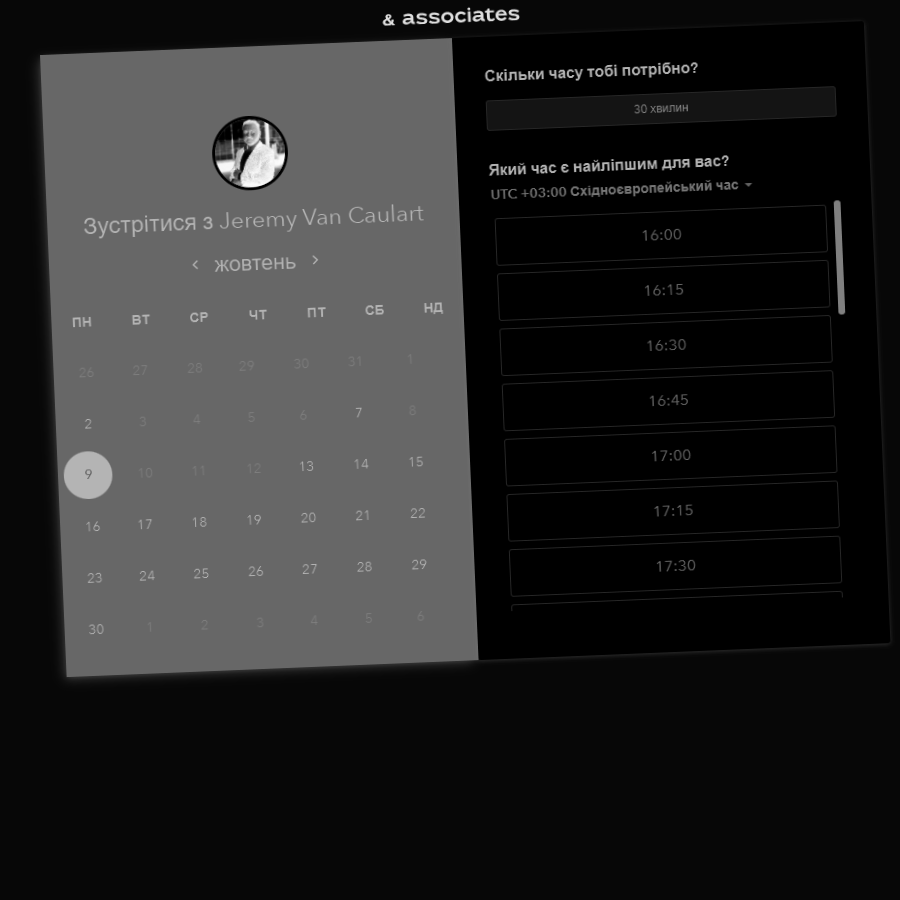 & associates
Зустрітися з Jeremy Van Caulart
жовтень
ПН ВТ СР ЧТ ПТ СБ НД
26 27 28 29 30 31 1
2 3 4 5 6 7 8
9 10 11 12 13 14 15
16 17 18 19 20 21 22
23 24 25 26 27 28 29
30 1 2 3 4 5 6
Скільки часу тобі потрібно?
30 хвилин
Який час є найліпшим для вас?
UTC +03:00 Східноєвропейський час
16:00
16:15
16:30
16:45
17:00
17:15
17:30